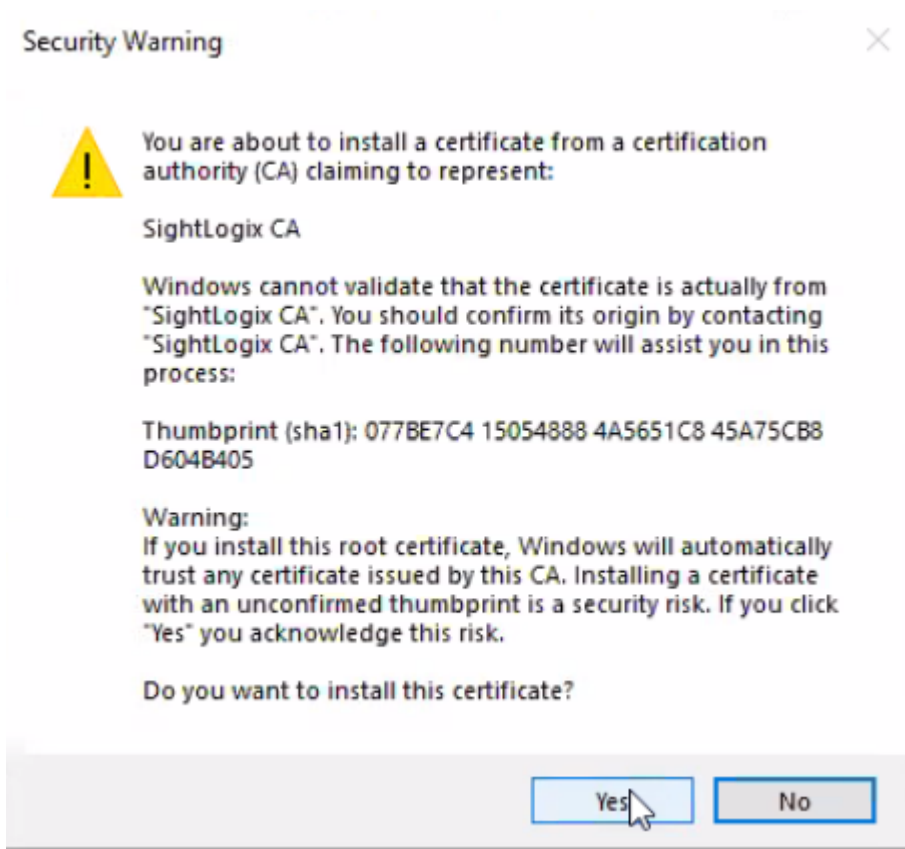 Security Warning
You are about to install a certificate from a certification
authority (CA) claiming to represent:
SightLogix CA
Windows cannot validate that the certificate is actually from
"SightLogix CA". You should confirm its origin by contacting
"SightLogix CA". The following number will assist you in this
process:
Thumbprint (sha1): 077BE7C4 15054888 4A5651C8 45A75CB8
D604B405
Warning:
If you install this root certificate, Windows will automatically
trust any certificate issued by this CA. Installing a certificate
with an unconfirmed thumbprint is a security risk. If you click
"Yes" you acknowledge this risk.
Do you want to install this certificate?
Yes
No